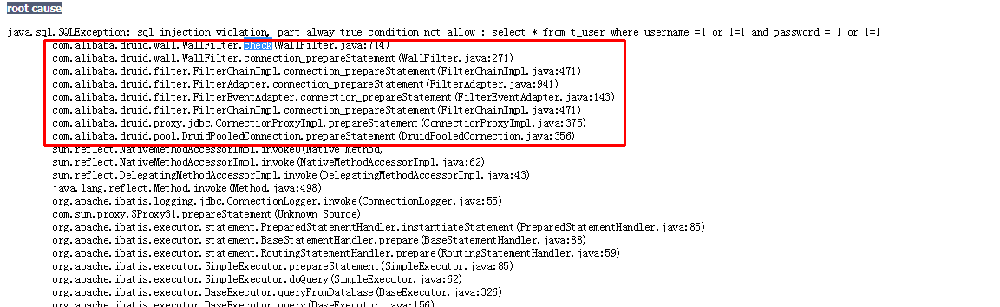 root cause
java.sql.SQLException: sql injection violation, part alway true condition not allow : select * from t_user where username =1 or 1=1 and password = 1 or 1=1
com.alibaba.druid.wall.WallFilter.check(WallFilter.java:714)
com.alibaba.druid.wall.WallFilter.connection_prepareStatement(WallFilter.java:271)
com.alibaba.druid.filter.FilterChainImpl.connection_prepareStatement(FilterChainImpl.java:471)
com.alibaba.druid.filter.FilterAdapter.connection_prepareStatement(FilterAdapter.java:941)
com.alibaba.druid.filter.FilterEventAdapter.connection_prepareStatement(FilterEventAdapter.java:143)
com.alibaba.druid.filter.FilterChainImpl.connection_prepareStatement(FilterChainImpl.java:471)
com.alibaba.druid.proxy.jdbc.ConnectionProxyImpl.prepareStatement(ConnectionProxyImpl.java:375)
com.alibaba.druid.pool.DruidPooledConnection.prepareStatement(DruidPooledConnection.java:356)
sun.reflect.NativeMethodAccessorImpl.invoke0(Native Method)
sun.reflect.NativeMethodAccessorImpl.invoke(NativeMethodAccessorImpl.java:62)
sun.reflect.DelegatingMethodAccessorImpl.invoke(DelegatingMethodAccessorImpl.java:43)
java.lang.reflect.Method.invoke(Method.java:498)
org.apache.ibatis.logging.jdbc.ConnectionLogger.invoke(ConnectionLogger.java:55)
com.sun.proxy.$Proxy31.prepareStatement(Unknown Source)
org.apache.ibatis.executor.statement.PreparedStatementHandler.instantiateStatement(PreparedStatementHandler.java:85)
org.apache.ibatis.executor.statement.BaseStatementHandler.prepare(BaseStatementHandler.java:88)
org.apache.ibatis.executor.statement.RoutingStatementHandler.prepare(RoutingStatementHandler.java:59)
org.apache.ibatis.executor.SimpleExecutor.prepareStatement(SimpleExecutor.java:85)
org.apache.ibatis.executor.SimpleExecutor.doQuery(SimpleExecutor.java:62)
org.apache.ibatis.executor.BaseExecutor.queryFromDatabase(BaseExecutor.java:326)
org.apache.ibatis.executor.BaseExecutor.query(BaseExecutor.java:156)